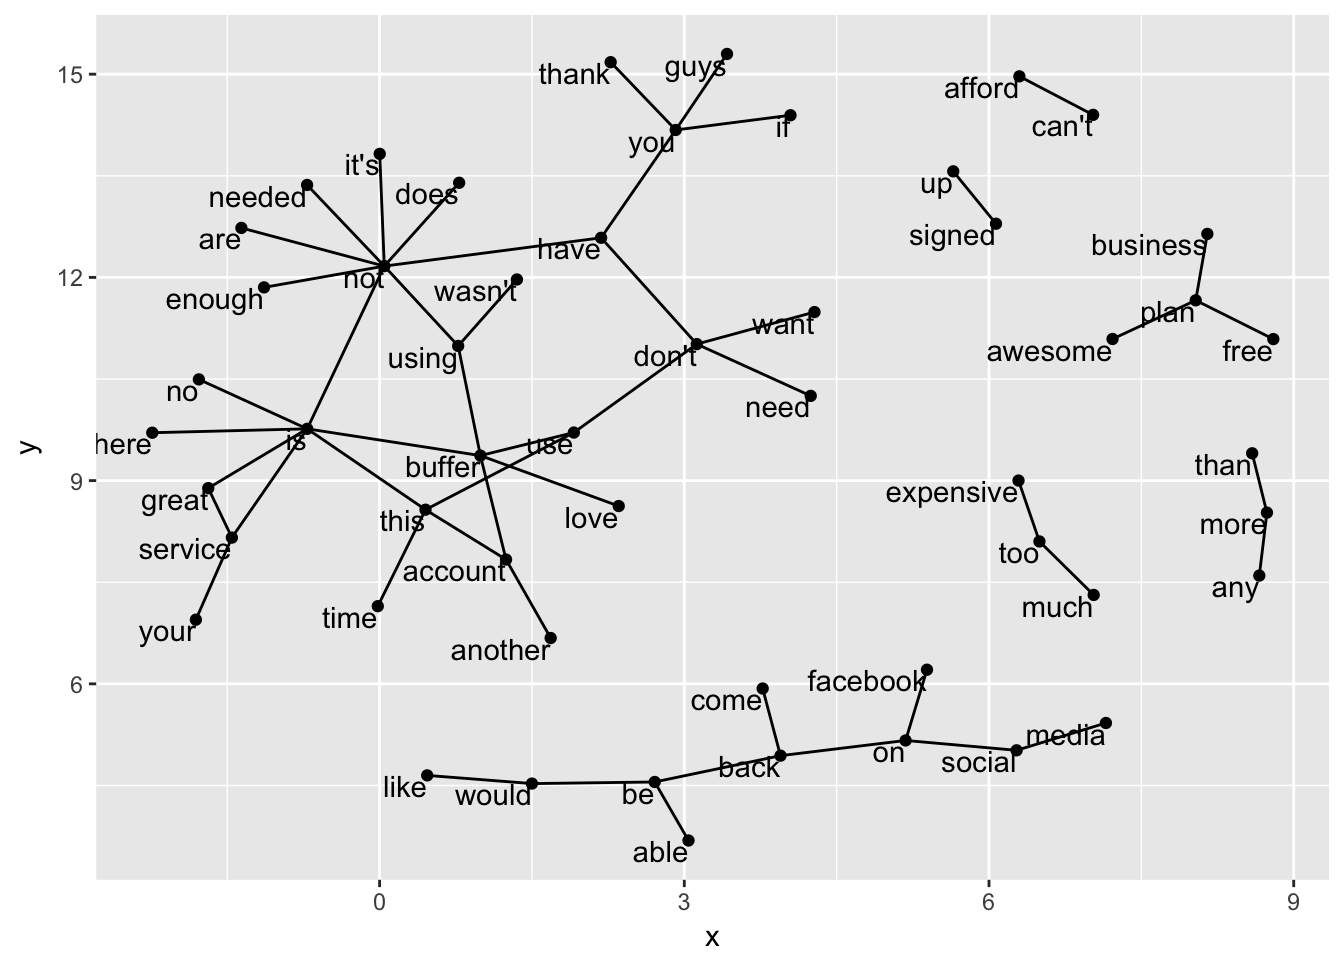 thank
guys
15
afford
you
if
can't
it's
needed
does
up
are
have
signed
business
not
12
wasn't
enough
want
plan
using
don't
awesome
free
no
need
here
is
use
y
buffer
than
9
great
this
love
expensive
more
service
account
too
any
time
much
your
another
6
come
facebook
media
like
would
be
back
on
social
able
0
3
6
9
x